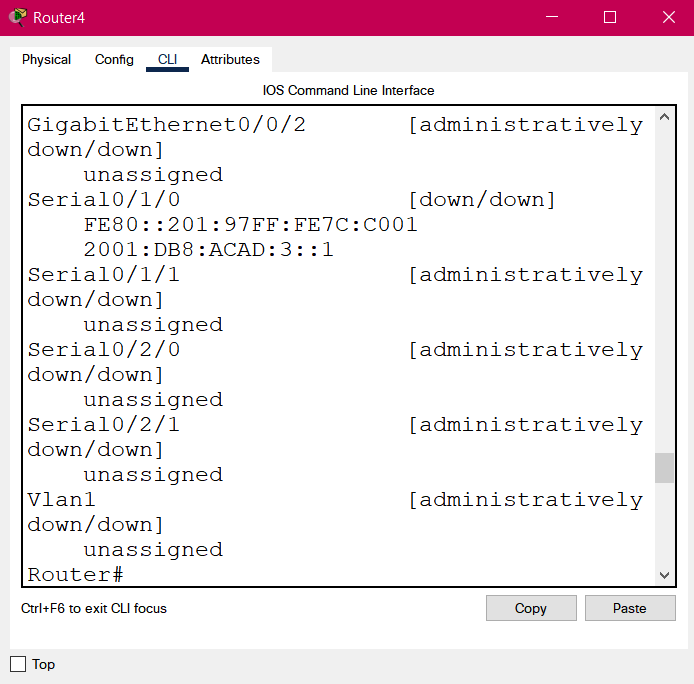 Router4
Physical Config CLI Attributes
IOS Command Line Interface
GigabitEthernet0/0/2 [administratively
down/down]
unassigned
Serial0/1/0 [down/down]
FE80::201:97FF:FE7C:C001
2001:DB8:ACAD:3::1
Serial0/1/1 [administratively
down/down]
unassigned
Serial0/2/0 [administratively
down/down]
unassigned
Serial0/2/1 [administratively
down/down]
unassigned
Vlan1 [administratively
down/down]
unassigned
Router#
Ctrl+F6 to exit CLI focus Copy Paste
Top